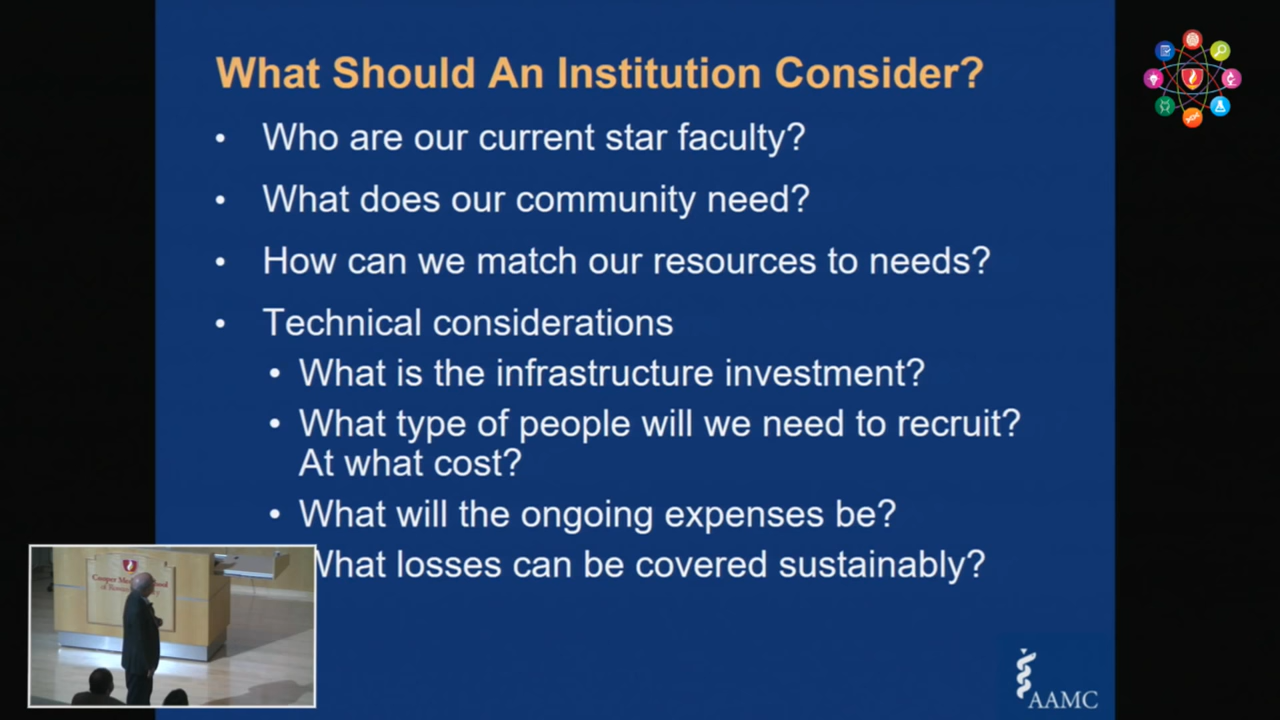 What Should An Institution Consider?
• Who are our current star faculty?
• What does our community need?
• How can we match our resources to needs?
• Technical considerations
• What is the infrastructure investment?
• What type of people will we need to recruit?
At what cost?
• What will the ongoing expenses be?
What losses can be covered sustainably?
Cooper
AAMC